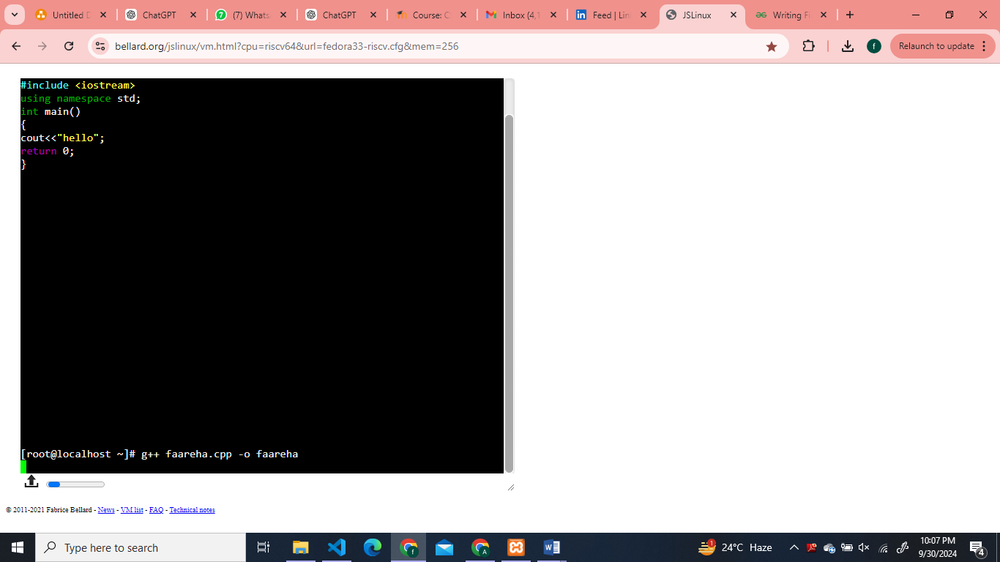 Untitled D
ChatGPT
(7) Whats
ChatGPT
Course: C
Inbox (4,1
Feed | Lin
JSLinux
Writing Fi
bellard.org/jslinux/vm.html?cpu=riscv64&url=fedora33-riscv.cfg&mem=256
f
Relaunch to update
#include <iostream>
using namespace std;
int main()
{
cout<<"hello";
return 0;
}
[root@localhost ~]# g++ faareha.cpp -o faareha
© 2011-2021 Fabrice Bellard - News - VM list - FAQ - Technical notes
Type here to search
24°C Haze
10:07 PM
9/30/2024
4